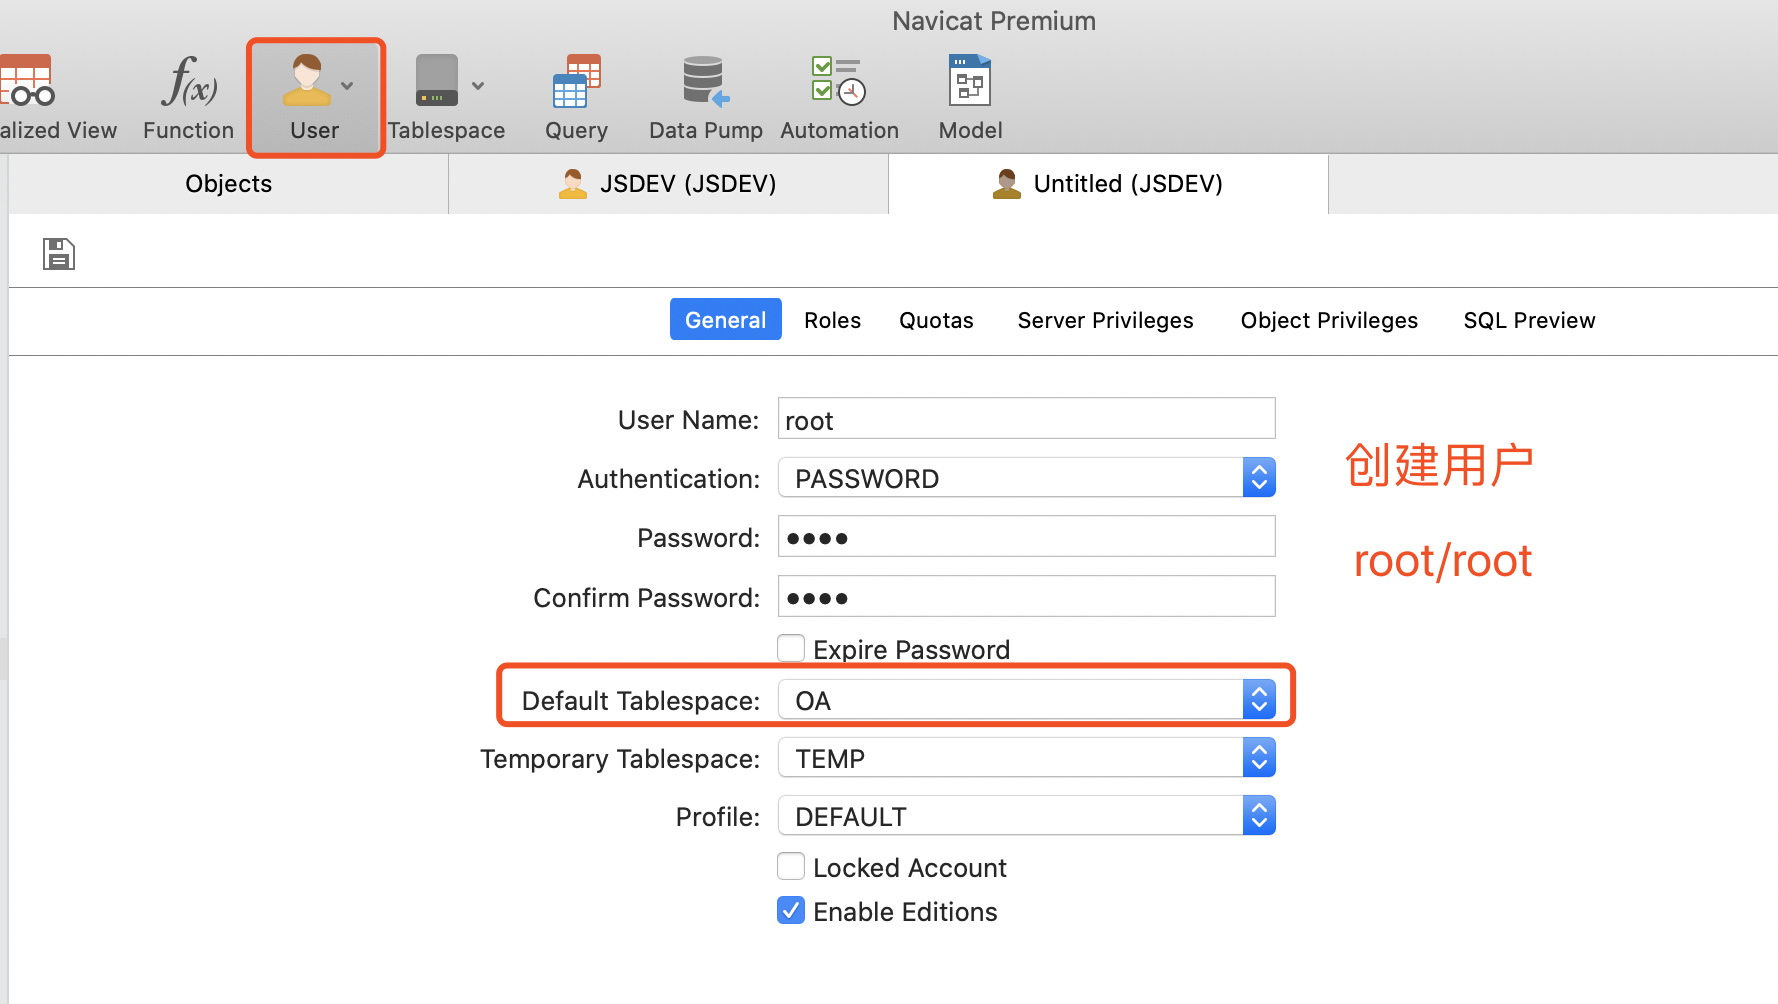 Navicat Premium
alized View
Function
User
Tablespace
Query
Data Pump
Automation
Model
Objects
JSDEV (JSDEV)
Untitled (JSDEV)
General
Roles
Quotas
Server Privileges
Object Privileges
SQL Preview
User Name: root
Authentication: PASSWORD
Password: ●●●●
Confirm Password: ●●●●
Expire Password
Default Tablespace: OA
Temporary Tablespace: TEMP
Profile: DEFAULT
Locked Account
Enable Editions
创建用户
root/root